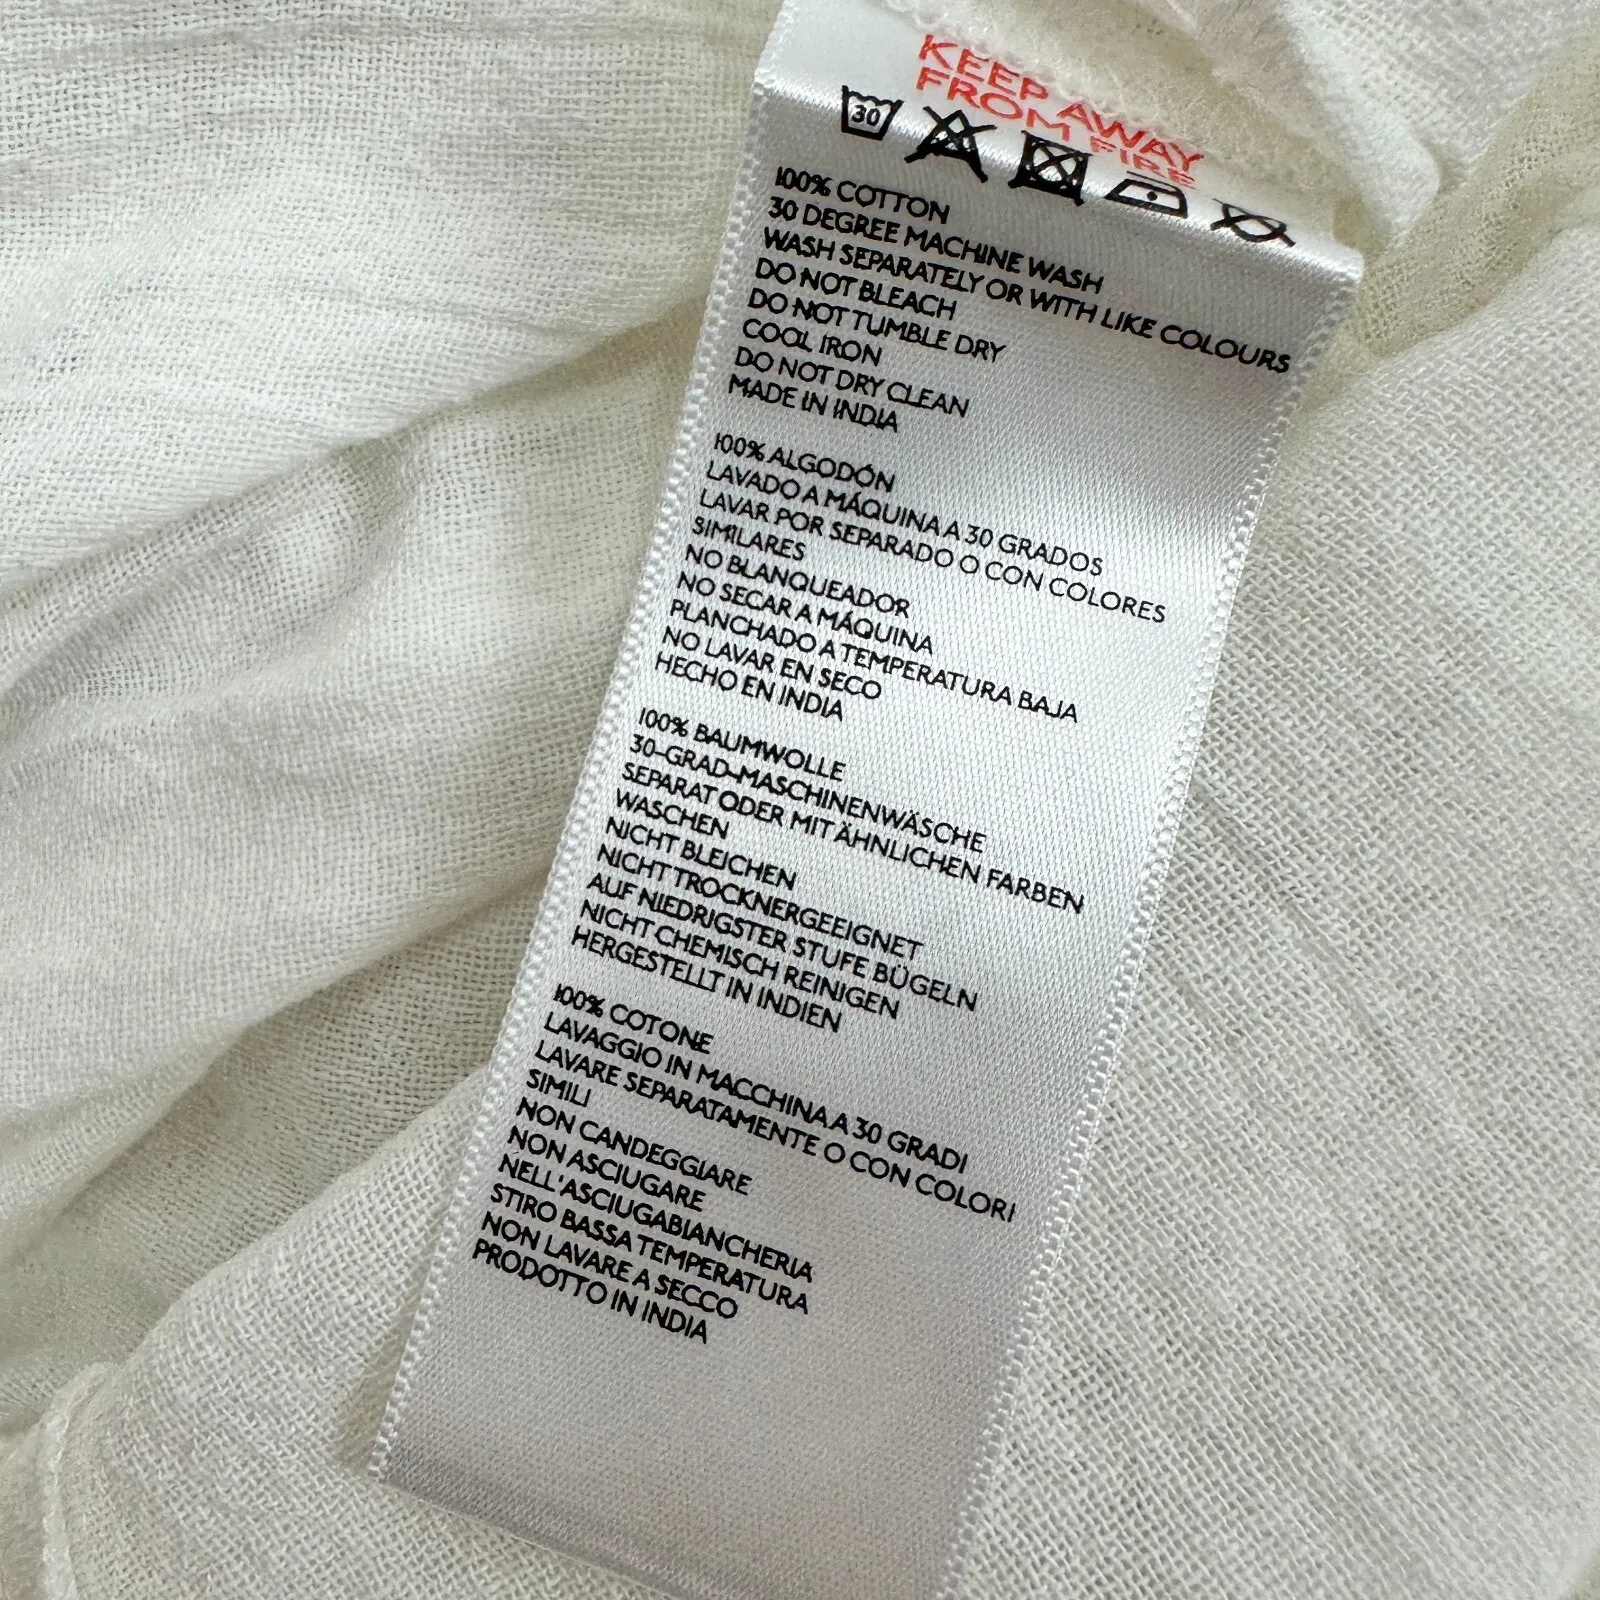 KEEP AWAY
FROM FIRE
30
100% COTTON
30 DEGREE MACHINE WASH
WASH SEPARATELY OR WITH LIKE COLOURS
DO NOT BLEACH
DO NOT TUMBLE DRY
COOL IRON
DO NOT DRY CLEAN
MADE IN INDIA
100% ALGODÓN
LAVADO A MÁQUINA A 30 GRADOS
LAVAR POR SEPARADO O CON COLORES
SIMILARES
NO BLANQUEADOR
NO SECAR A MÁQUINA
PLANCHADO A TEMPERATURA BAJA
NO LAVAR EN SECO
HECHO EN INDIA
100% BAUMWOLLE
30-GRAD-MASCHINENWÄSCHE
SEPARAT ODER MIT ÄHNLICHEN FARBEN
WASCHEN
NICHT BLEICHEN
NICHT TROCKNERGEEIGNET
AUF NIEDRIGSTER STUFE BÜGELN
NICHT CHEMISCH REINIGEN
HERGESTELLT IN INDIEN
100% COTONE
LAVAGGIO IN MACCHINA A 30 GRADI
LAVARE SEPARATAMENTE O CON COLORI
SIMILI
NON CANDEGGIARE
NON ASCIUGARE
NELL'ASCIUGABIANCHERIA
STIRO BASSA TEMPERATURA
NON LAVARE A SECCO
PRODOTTO IN INDIA